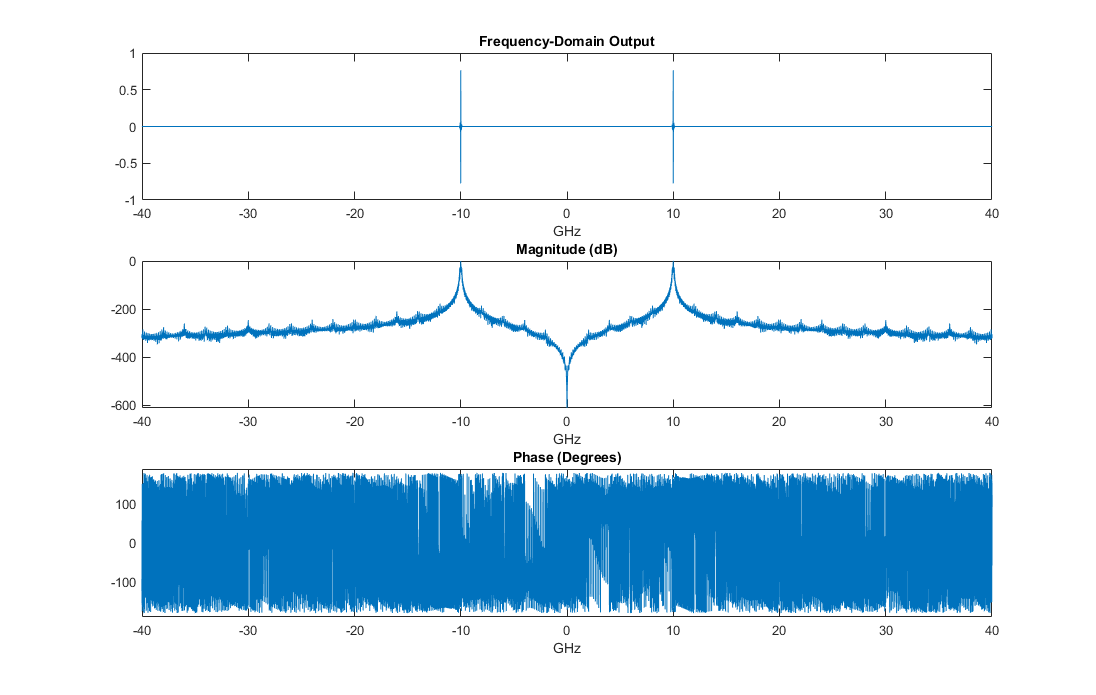 Frequency-Domain Output
1
0.5
0
-0.5
-1
-40 -30 -20 -10 0 10 20 30 40
GHz
Magnitude (dB)
0
-200
-400
-600
-40 -30 -20 -10 0 10 20 30 40
GHz
Phase (Degrees)
100
0
-100
-40 -30 -20 -10 0 10 20 30 40
GHz